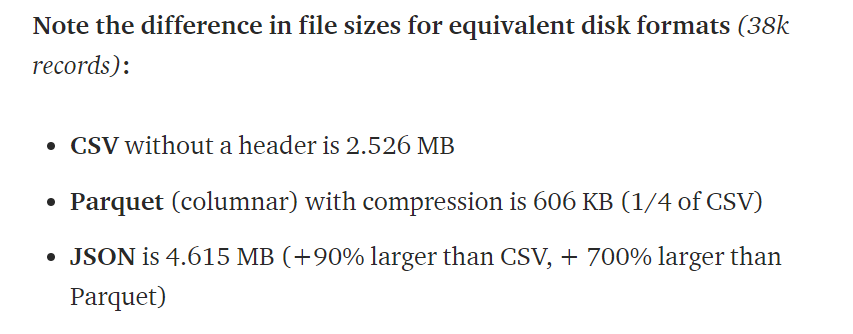 Note the difference in file sizes for equivalent disk formats (38k
records):
• CSV without a header is 2.526 MB
• Parquet (columnar) with compression is 606 KB (1/4 of CSV)
• JSON is 4.615 MB (+90% larger than CSV, + 700% larger than
Parquet)